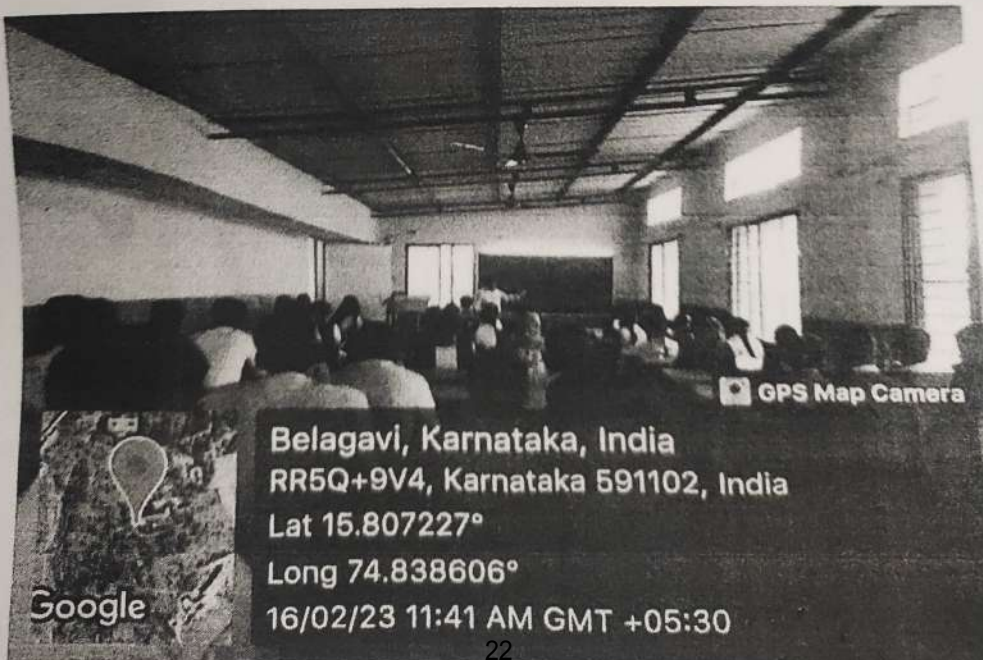 GPS Map Camera
Belagavi, Karnataka, India
RR5Q+9V4, Karnataka 591102, India
Lat 15.807227°
Long 74.838606°
Google
16/02/23 11:41 AM GMT +05:30
22